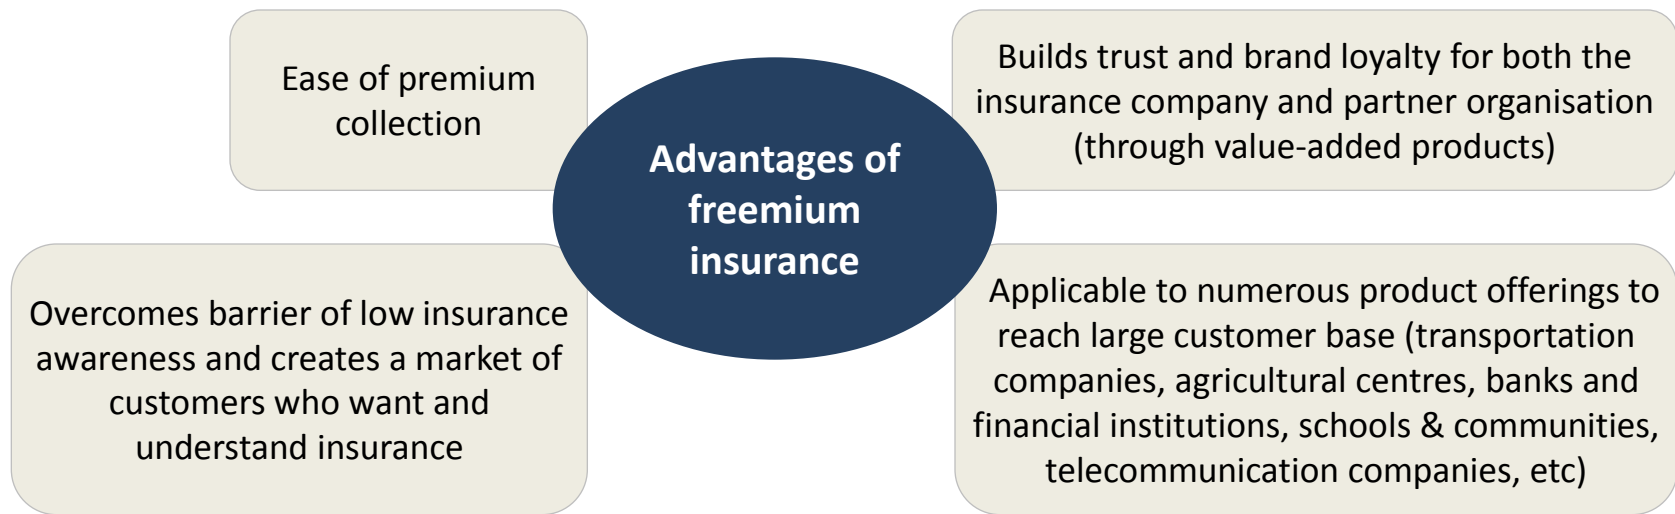 Ease of premium
collection
Builds trust and brand loyalty for both the
insurance company and partner organisation
(through value-added products)
Advantages of
freemium
insurance
Overcomes barrier of low insurance
awareness and creates a market of
customers who want and
understand insurance
Applicable to numerous product offerings to
reach large customer base (transportation
companies, agricultural centres, banks and
financial institutions, schools & communities,
telecommunication companies, etc)